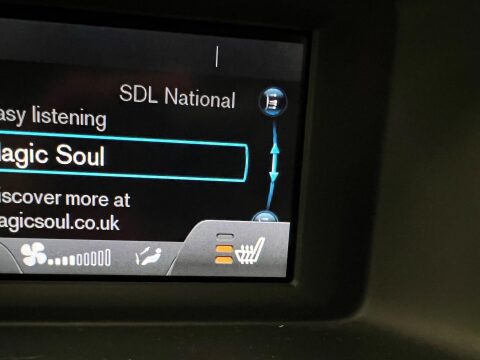 SDL National
asy listening
agic Soul
iscover more at
agicsoul.co.uk